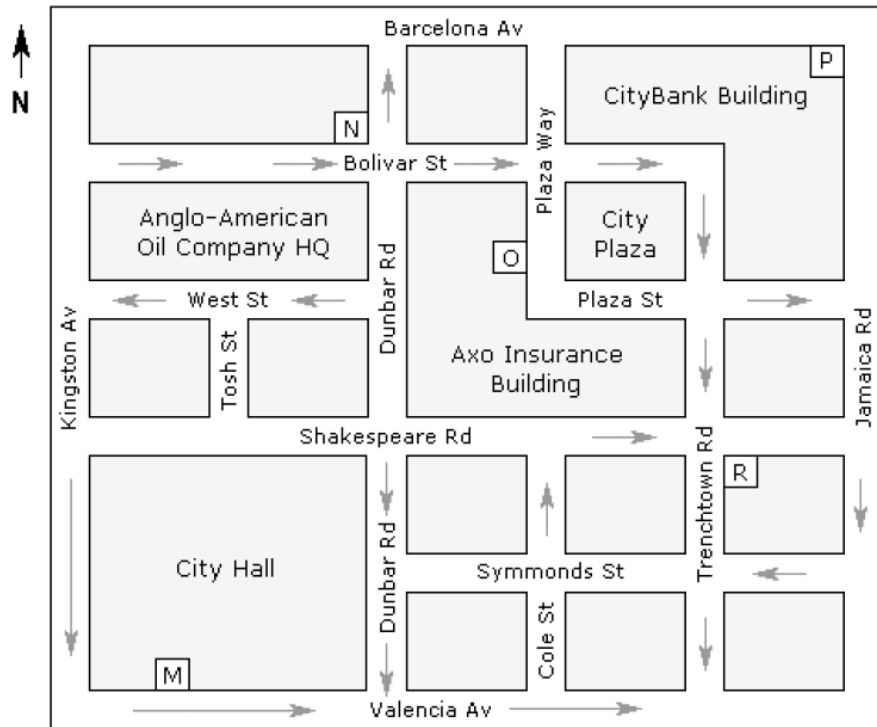 Barcelona Av
N
P
CityBank Building
N
Plaza Way
Bolivar St
Anglo-American
Oil Company HQ
Dunbar Rd
O
City
Plaza
West St
Plaza St
Kingston Av
Tosh St
Axo Insurance
Building
Jamaica Rd
Shakespeare Rd
Trenchtown Rd
R
City Hall
Dunbar Rd
Symmonds St
Cole St
M
Valencia Av